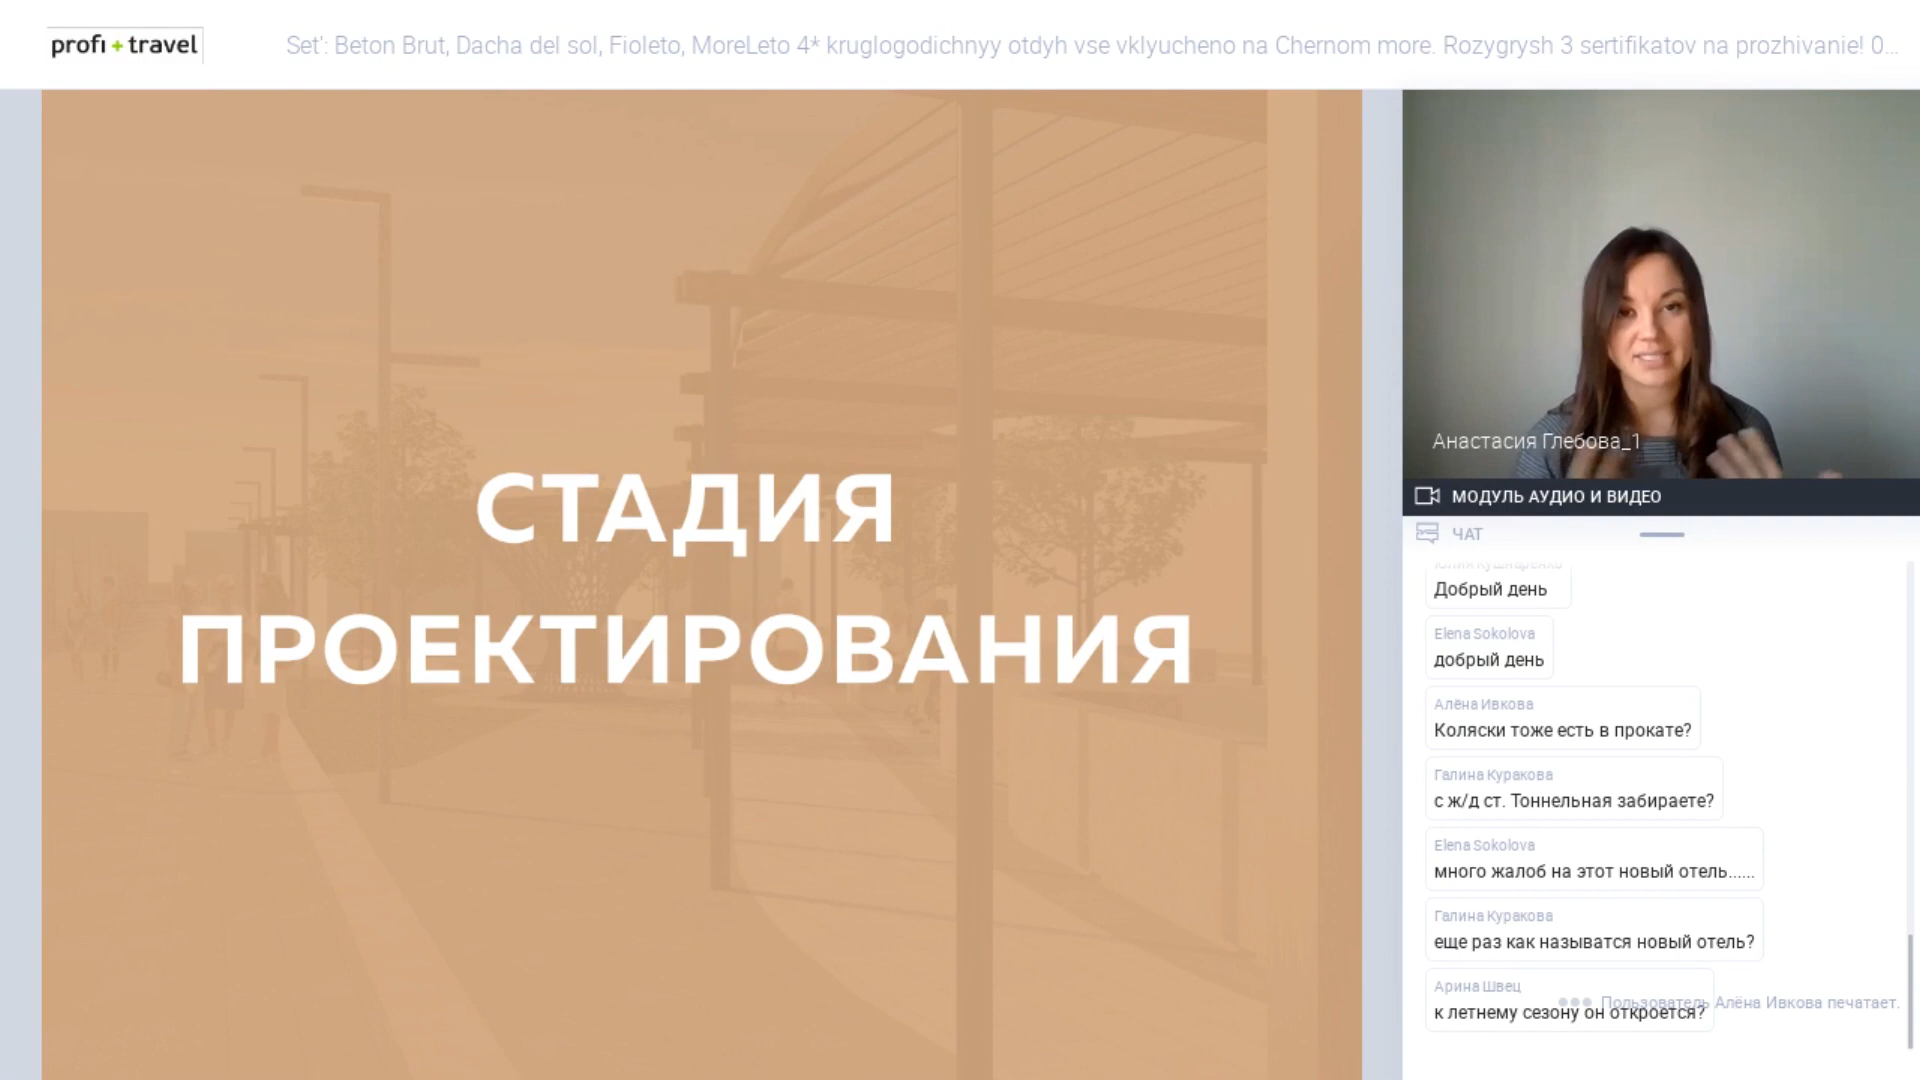 profi + travel
Set': Beton Brut, Dacha del sol, Fioleto, MoreLeto 4* kruglogodichnyy otdyh vse vklyucheno na Chernom more. Rozygrysh 3 sertifikatov na prozhivanie! 0...
СТАДИЯ
ПРОЕКТИРОВАНИЯ
Анастасия Глебова_1
МОДУЛЬ АУДИО И ВИДЕО
ЧАТ
Юлия Кушнаренко
Добрый день
Elena Sokolova
добрый день
Алёна Ивкова
Коляски тоже есть в прокате?
Галина Куракова
с ж/д ст. Тоннельная забираете?
Elena Sokolova
много жалоб на этот новый отель......
Галина Куракова
еще раз как называтся новый отель?
Арина Швец
Пользователь Алёна Ивкова печатает.
к летнему сезону он откроется?